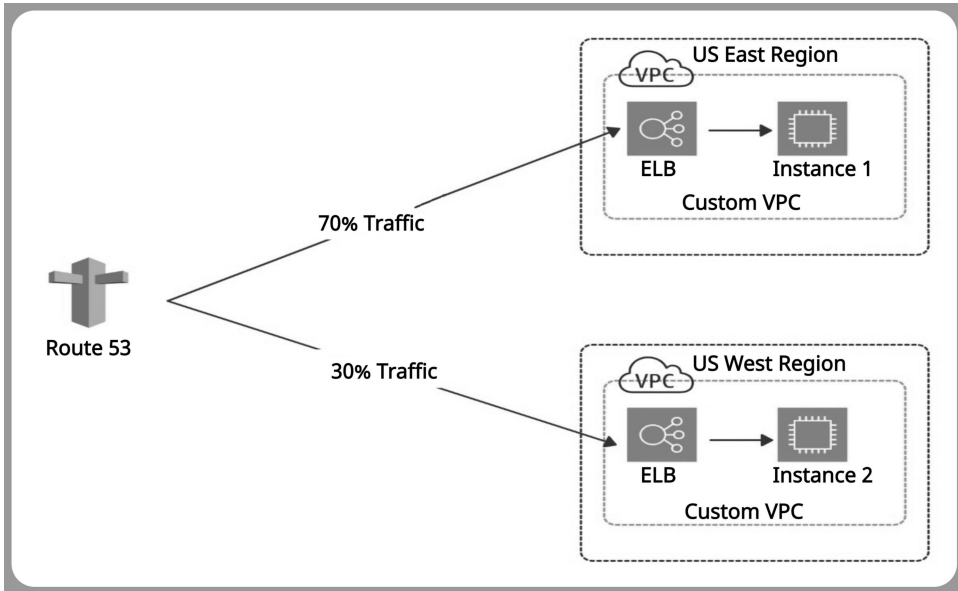 US East Region
VPC
ELB
Instance 1
Custom VPC
70% Traffic
Route 53
30% Traffic
US West Region
VPC
ELB
Instance 2
Custom VPC